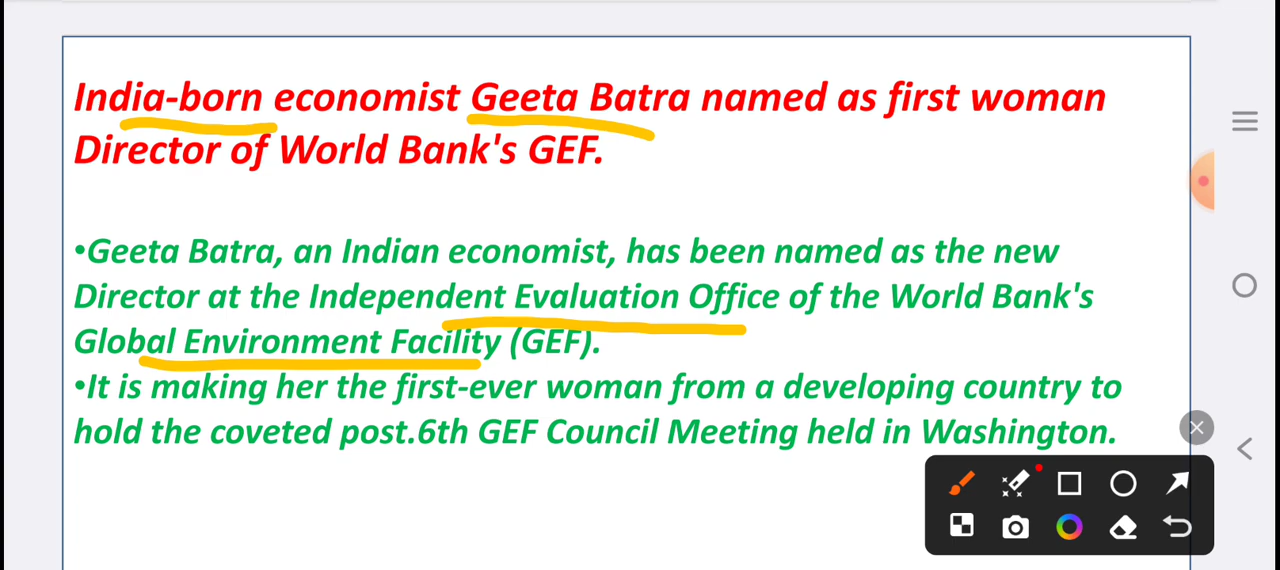 India-born economist Geeta Batra named as first woman
Director of World Bank's GEF.
•Geeta Batra, an Indian economist, has been named as the new
Director at the Independent Evaluation Office of the World Bank's
Global Environment Facility (GEF).
•It is making her the first-ever woman from a developing country to
hold the coveted post.6th GEF Council Meeting held in Washington.